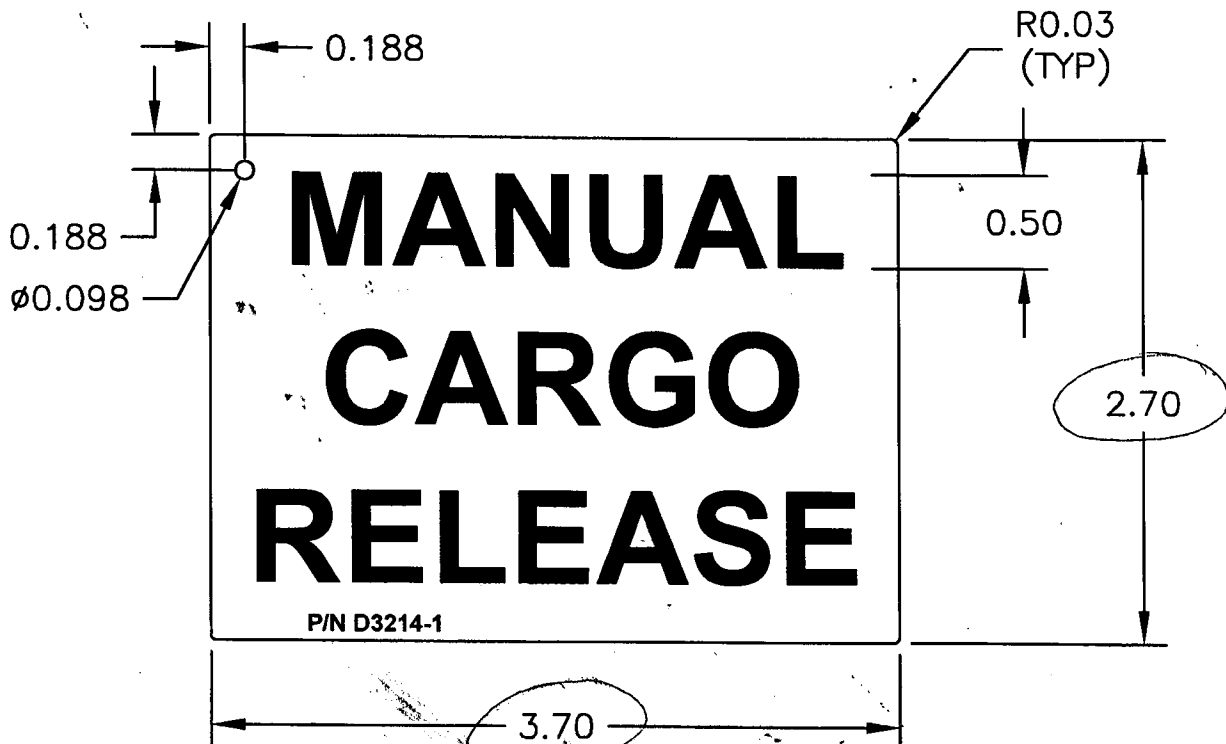 0.188
R0.03
(TYP)
0.188
ø0.098
MANUAL
CARGO
RELEASE
P/N D3214-1
0.50
2.70
3.70